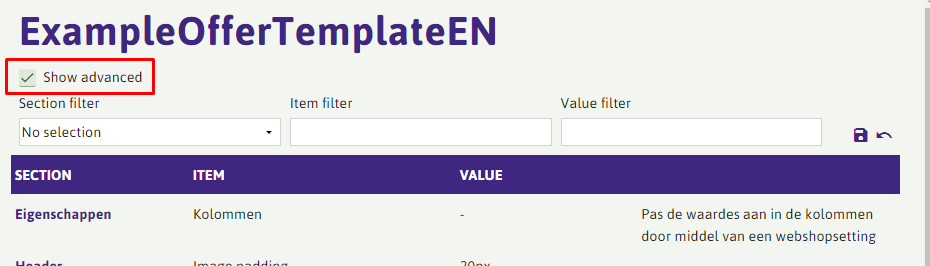 ExampleOfferTemplateEN
Show advanced
Section filter Item filter Value filter
No selection
SECTION ITEM VALUE
Eigenschappen Kolommen - Pas de waardes aan in de kolommen
door middel van een webshopsetting
Header Image padding 20px